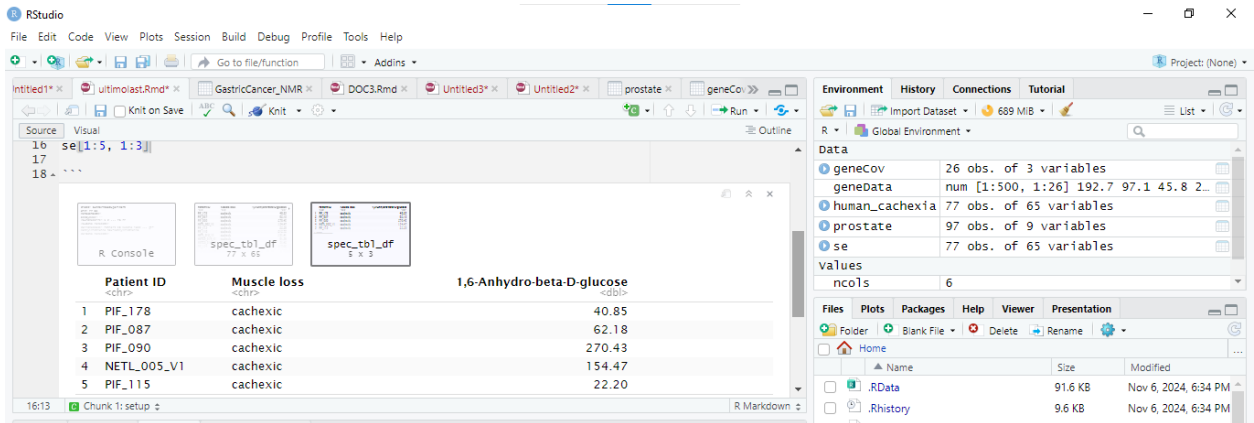 RStudio
File Edit Code View Plots Session Build Debug Profile Tools Help
Go to file/function Addins Project: (None)
ntitled1* ultimolast.Rmd* GastricCancer_NMR DOC3.Rmd Untitled3* Untitled2* prostate geneCov
Knit on Save ABC Knit Run
Source Visual Outline
16 se[1:5, 1:3]
17
18 ```
R Console
spec_tbl_df
77 x 65
spec_tbl_df
5 x 3
Patient ID Muscle loss 1,6-Anhydro-beta-D-glucose
<chr> <chr> <dbl>
1 PIF_178 cachexic 40.85
2 PIF_087 cachexic 62.18
3 PIF_090 cachexic 270.43
4 NETL_005_V1 cachexic 154.47
5 PIF_115 cachexic 22.20
16:13 Chunk 1: setup R Markdown
Environment History Connections Tutorial
Import Dataset 689 MiB List
R Global Environment
Data
geneCov 26 obs. of 3 variables
geneData num [1:500, 1:26] 192.7 97.1 45.8 2…
human_cachexia 77 obs. of 65 variables
prostate 97 obs. of 9 variables
se 77 obs. of 65 variables
Values
ncols 6
Files Plots Packages Help Viewer Presentation
Folder Blank File Delete Rename
Home ...
Name Size Modified
.RData 91.6 KB Nov 6, 2024, 6:34 PM
.Rhistory 9.6 KB Nov 6, 2024, 6:34 PM